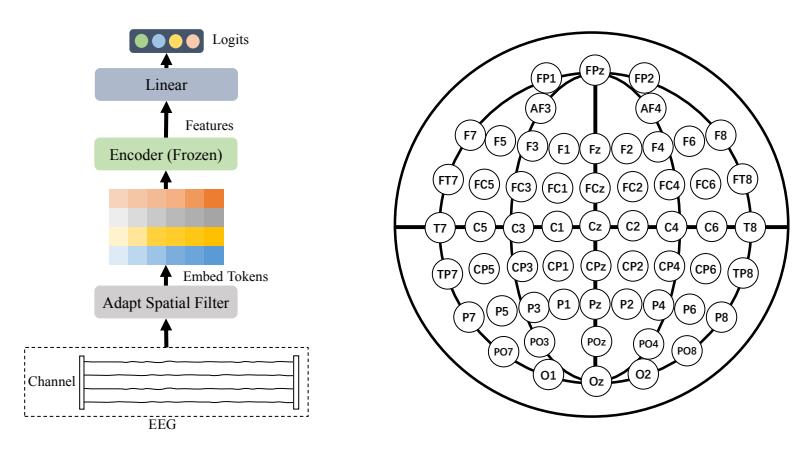 Logits
Linear
Features
Encoder (Frozen)
Embed Tokens
Adapt Spatial Filter
Channel
EEG
FP1 FPz FP2
AF3 AF4
F7 F5 F3 F1 Fz F2 F4 F6 F8
FT7 FC5 FC3 FC1 FCz FC2 FC4 FC6 FT8
T7 C5 C3 C1 Cz C2 C4 C6 T8
TP7 CP5 CP3 CP1 CPz CP2 CP4 CP6 TP8
P7 P5 P3 P1 Pz P2 P4 P6 P8
PO7 PO3 POz PO4 PO8
O1 Oz O2